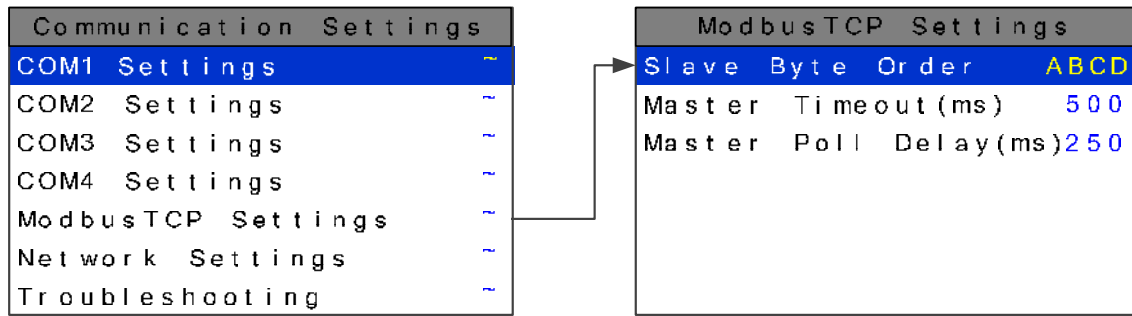 Communication Settings
COM1 Settings ~
COM2 Settings ~
COM3 Settings ~
COM4 Settings ~
ModbusTCP Settings ~
Network Settings ~
Troubleshooting ~
ModbusTCP Settings
Slave Byte Order ABCD
Master Timeout(ms) 500
Master Poll Delay(ms)250